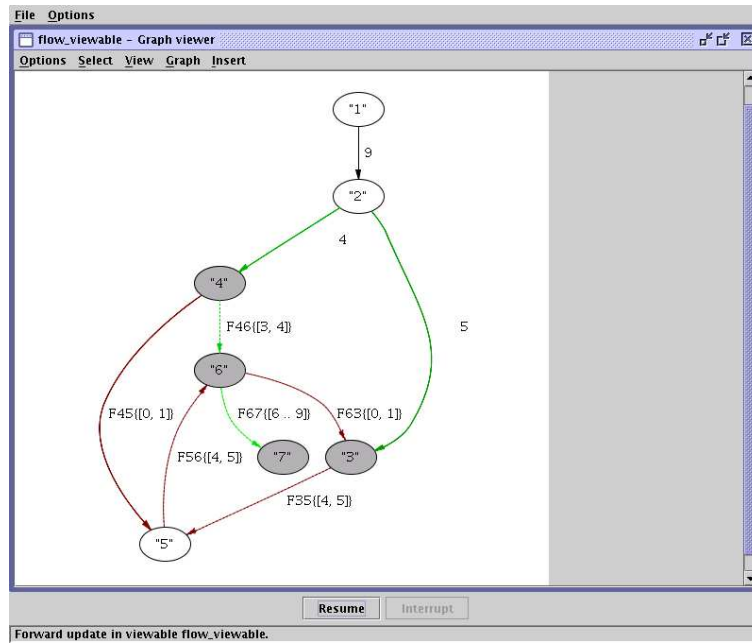 File Options
flow_viewable - Graph viewer
Options Select View Graph Insert
"1"
9
"2"
4
"4"
F46{[3, 4]}
5
"6"
F45{[0, 1]}
F67{[6 .. 9]}
F63{[0, 1]}
F56{[4, 5]}
"7"
"3"
F35{[4, 5]}
"5"
Resume Interrupt
Forward update in viewable flow_viewable.